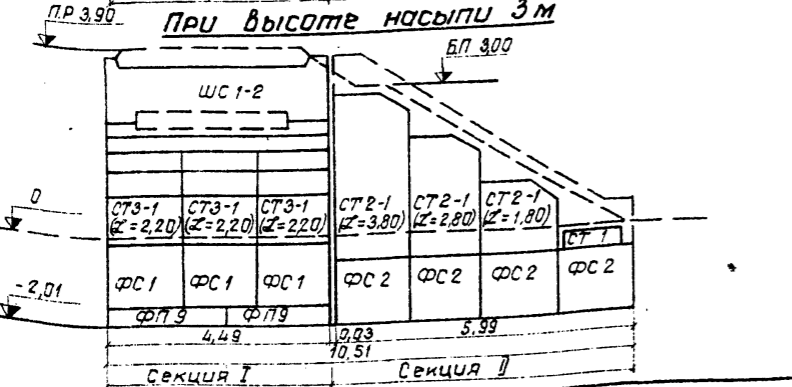 П.Р 3,90
При высоте насыпи 3 м
Б.П 3,00
ШС 1-2
0
СТ3-1 СТ3-1 СТ3-1 СТ2-1 СТ2-1 СТ2-1
(ℒ=2,20) (ℒ=2,20) (ℒ=2,20) (ℒ=3,80) (ℒ=2,80) (ℒ=1,80)
СТ 1
ФС 1 ФС 1 ФС 1 ФС 2 ФС 2 ФС 2 ФС 2
-2,01
ФП 9 ФП 9
4,49 0,03 5,99
10,51
Секция I Секция II